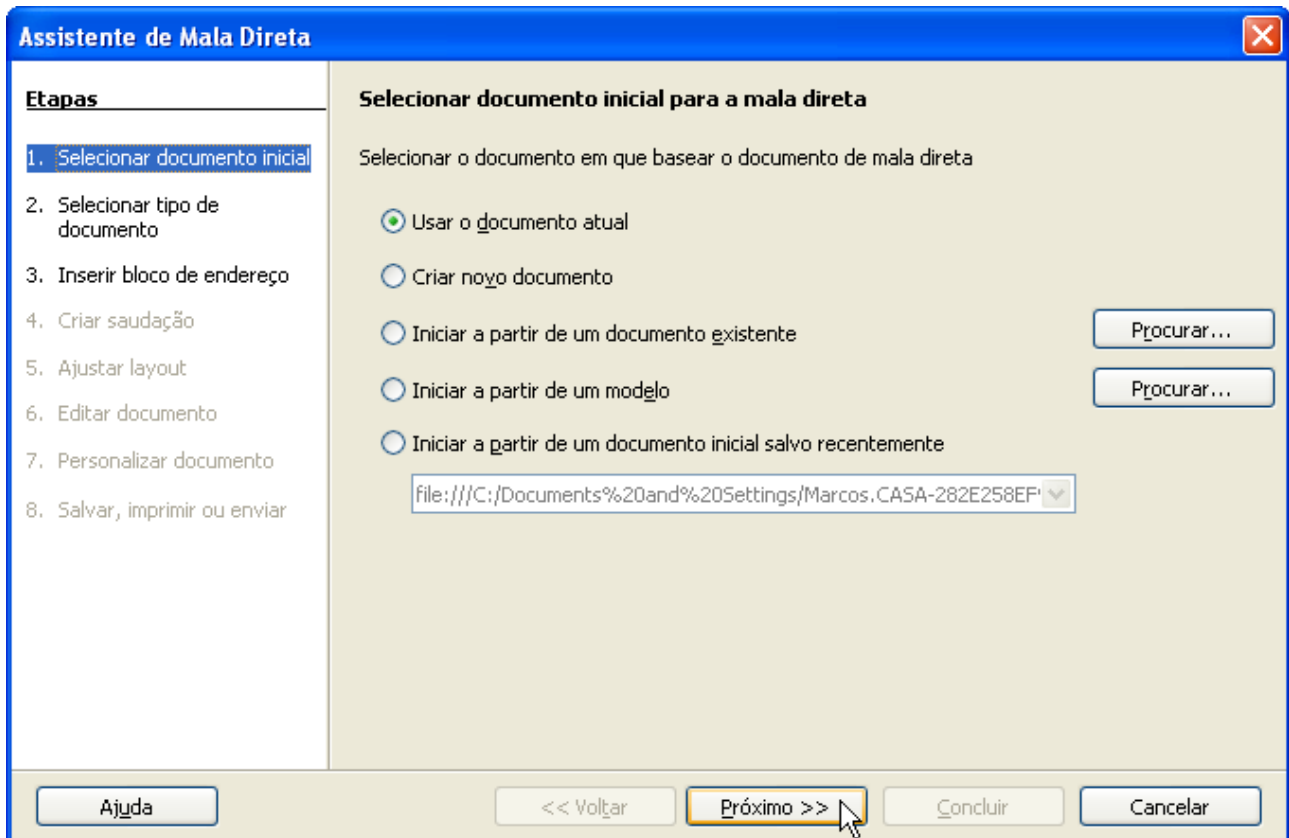 Assistente de Mala Direta
Etapas
1. Selecionar documento inicial
2. Selecionar tipo de
documento
3. Inserir bloco de endereço
4. Criar saudação
5. Ajustar layout
6. Editar documento
7. Personalizar documento
8. Salvar, imprimir ou enviar
Selecionar documento inicial para a mala direta
Selecionar o documento em que basear o documento de mala direta
Usar o documento atual
Criar novo documento
Iniciar a partir de um documento existente
Procurar...
Iniciar a partir de um modelo
Procurar...
Iniciar a partir de um documento inicial salvo recentemente
file:///C:/Documents%20and%20Settings/Marcos.CASA-282E258EF
Ajuda
<< Voltar
Próximo >>
Concluir
Cancelar